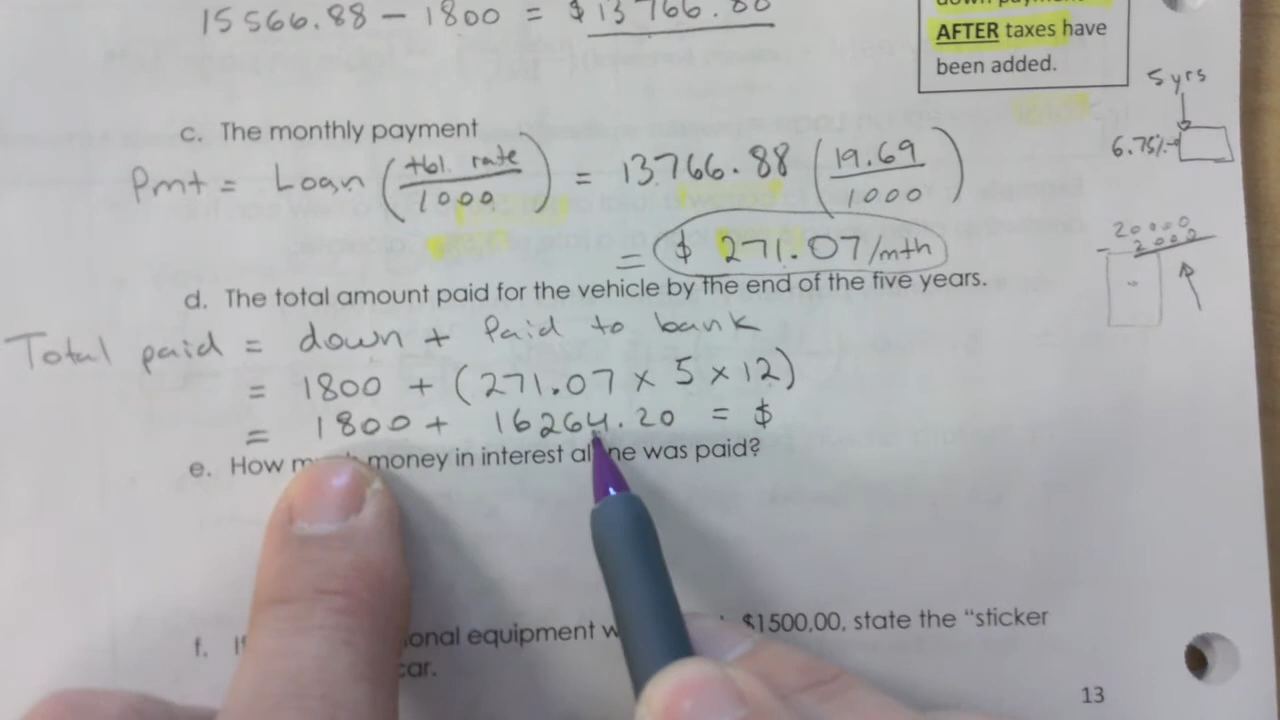 15566.88 - 1800 = $13766.88
AFTER taxes have
been added.
5 yrs
6.75%
c. The monthly payment
Pmt = Loan (tbl. rate / 1000) = 13766.88 (19.69 / 1000)
= $271.07/mth
20000
- 2000
d. The total amount paid for the vehicle by the end of the five years.
Total paid = down + Paid to bank
= 1800 + (271.07 × 5 × 12)
= 1800 + 16264.20 = $
e. How money in interest was paid?
f. equipment $1500.00, state the “sticker
car.
13